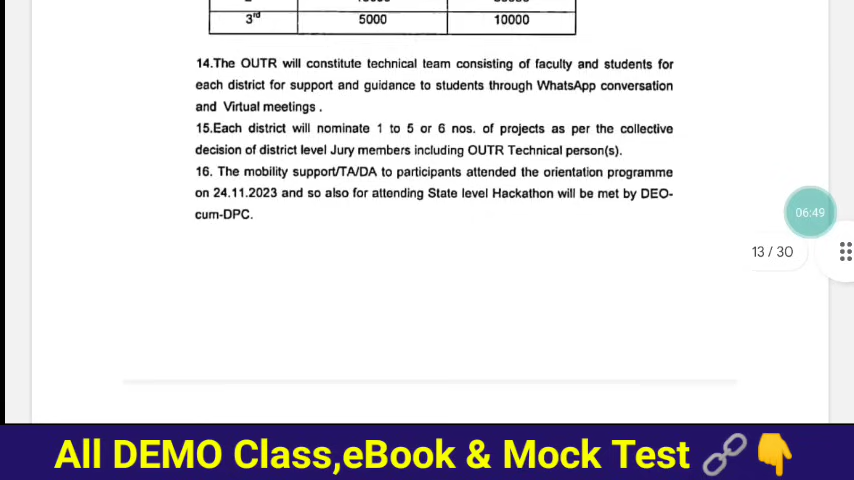 3rd 5000 10000
14.The OUTR will constitute technical team consisting of faculty and students for
each district for support and guidance to students through WhatsApp conversation
and Virtual meetings .
15.Each district will nominate 1 to 5 or 6 nos. of projects as per the collective
decision of district level Jury members including OUTR Technical person(s).
16. The mobility support/TA/DA to participants attended the orientation programme
on 24.11.2023 and so also for attending State level Hackathon will be met by DEO-
cum-DPC.
06:49
13 / 30
All DEMO Class,eBook & Mock Test 🔗👇